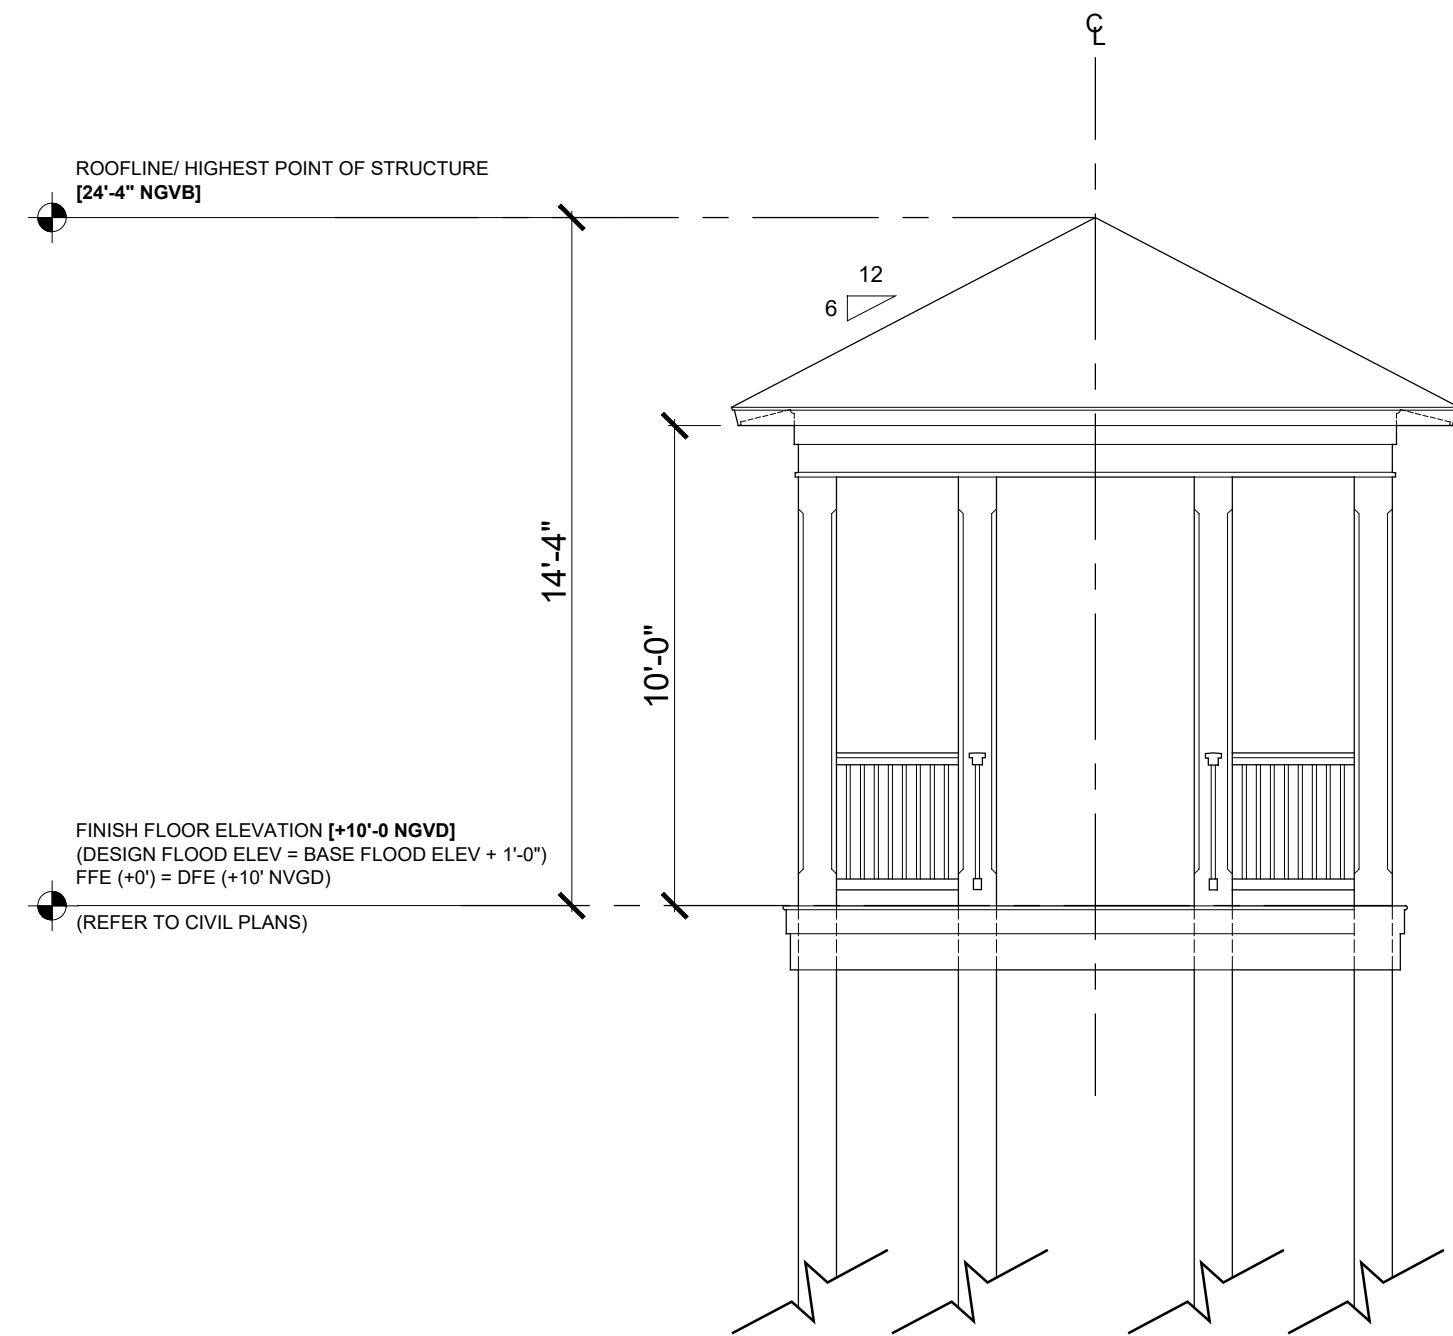 ℄
ROOFLINE/ HIGHEST POINT OF STRUCTURE
[24'-4" NGVB]
12
6
14'-4"
10'-0"
FINISH FLOOR ELEVATION [+10'-0 NGVD]
(DESIGN FLOOD ELEV = BASE FLOOD ELEV + 1'-0")
FFE (+0') = DFE (+10' NVGD)
(REFER TO CIVIL PLANS)